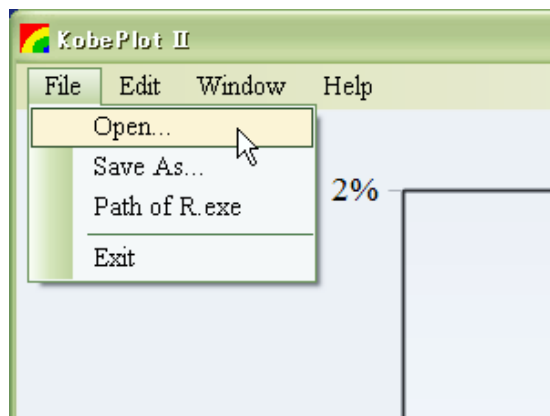 KobePlot II
File Edit Window Help
Open...
Save As...
Path of R.exe
Exit
2%